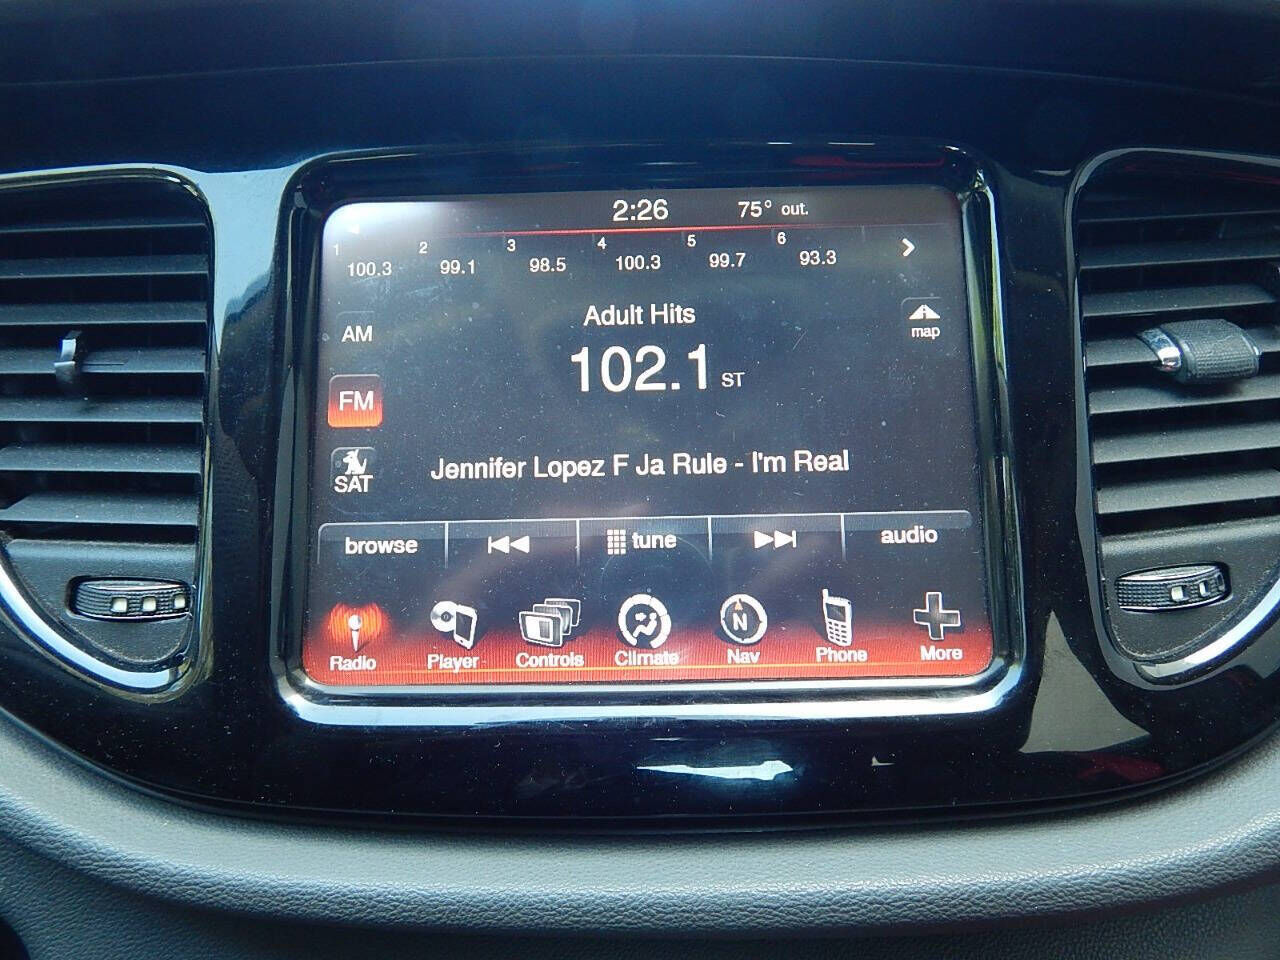 2:26 75° out.
1 2 3 4 5 6
100.3 99.1 98.5 100.3 99.7 93.3
Adult Hits
map
AM
102.1 ST
FM
SAT
Jennifer Lopez F Ja Rule - I'm Real
browse tune audio
N
Radio Player Controls Climate Nav Phone More